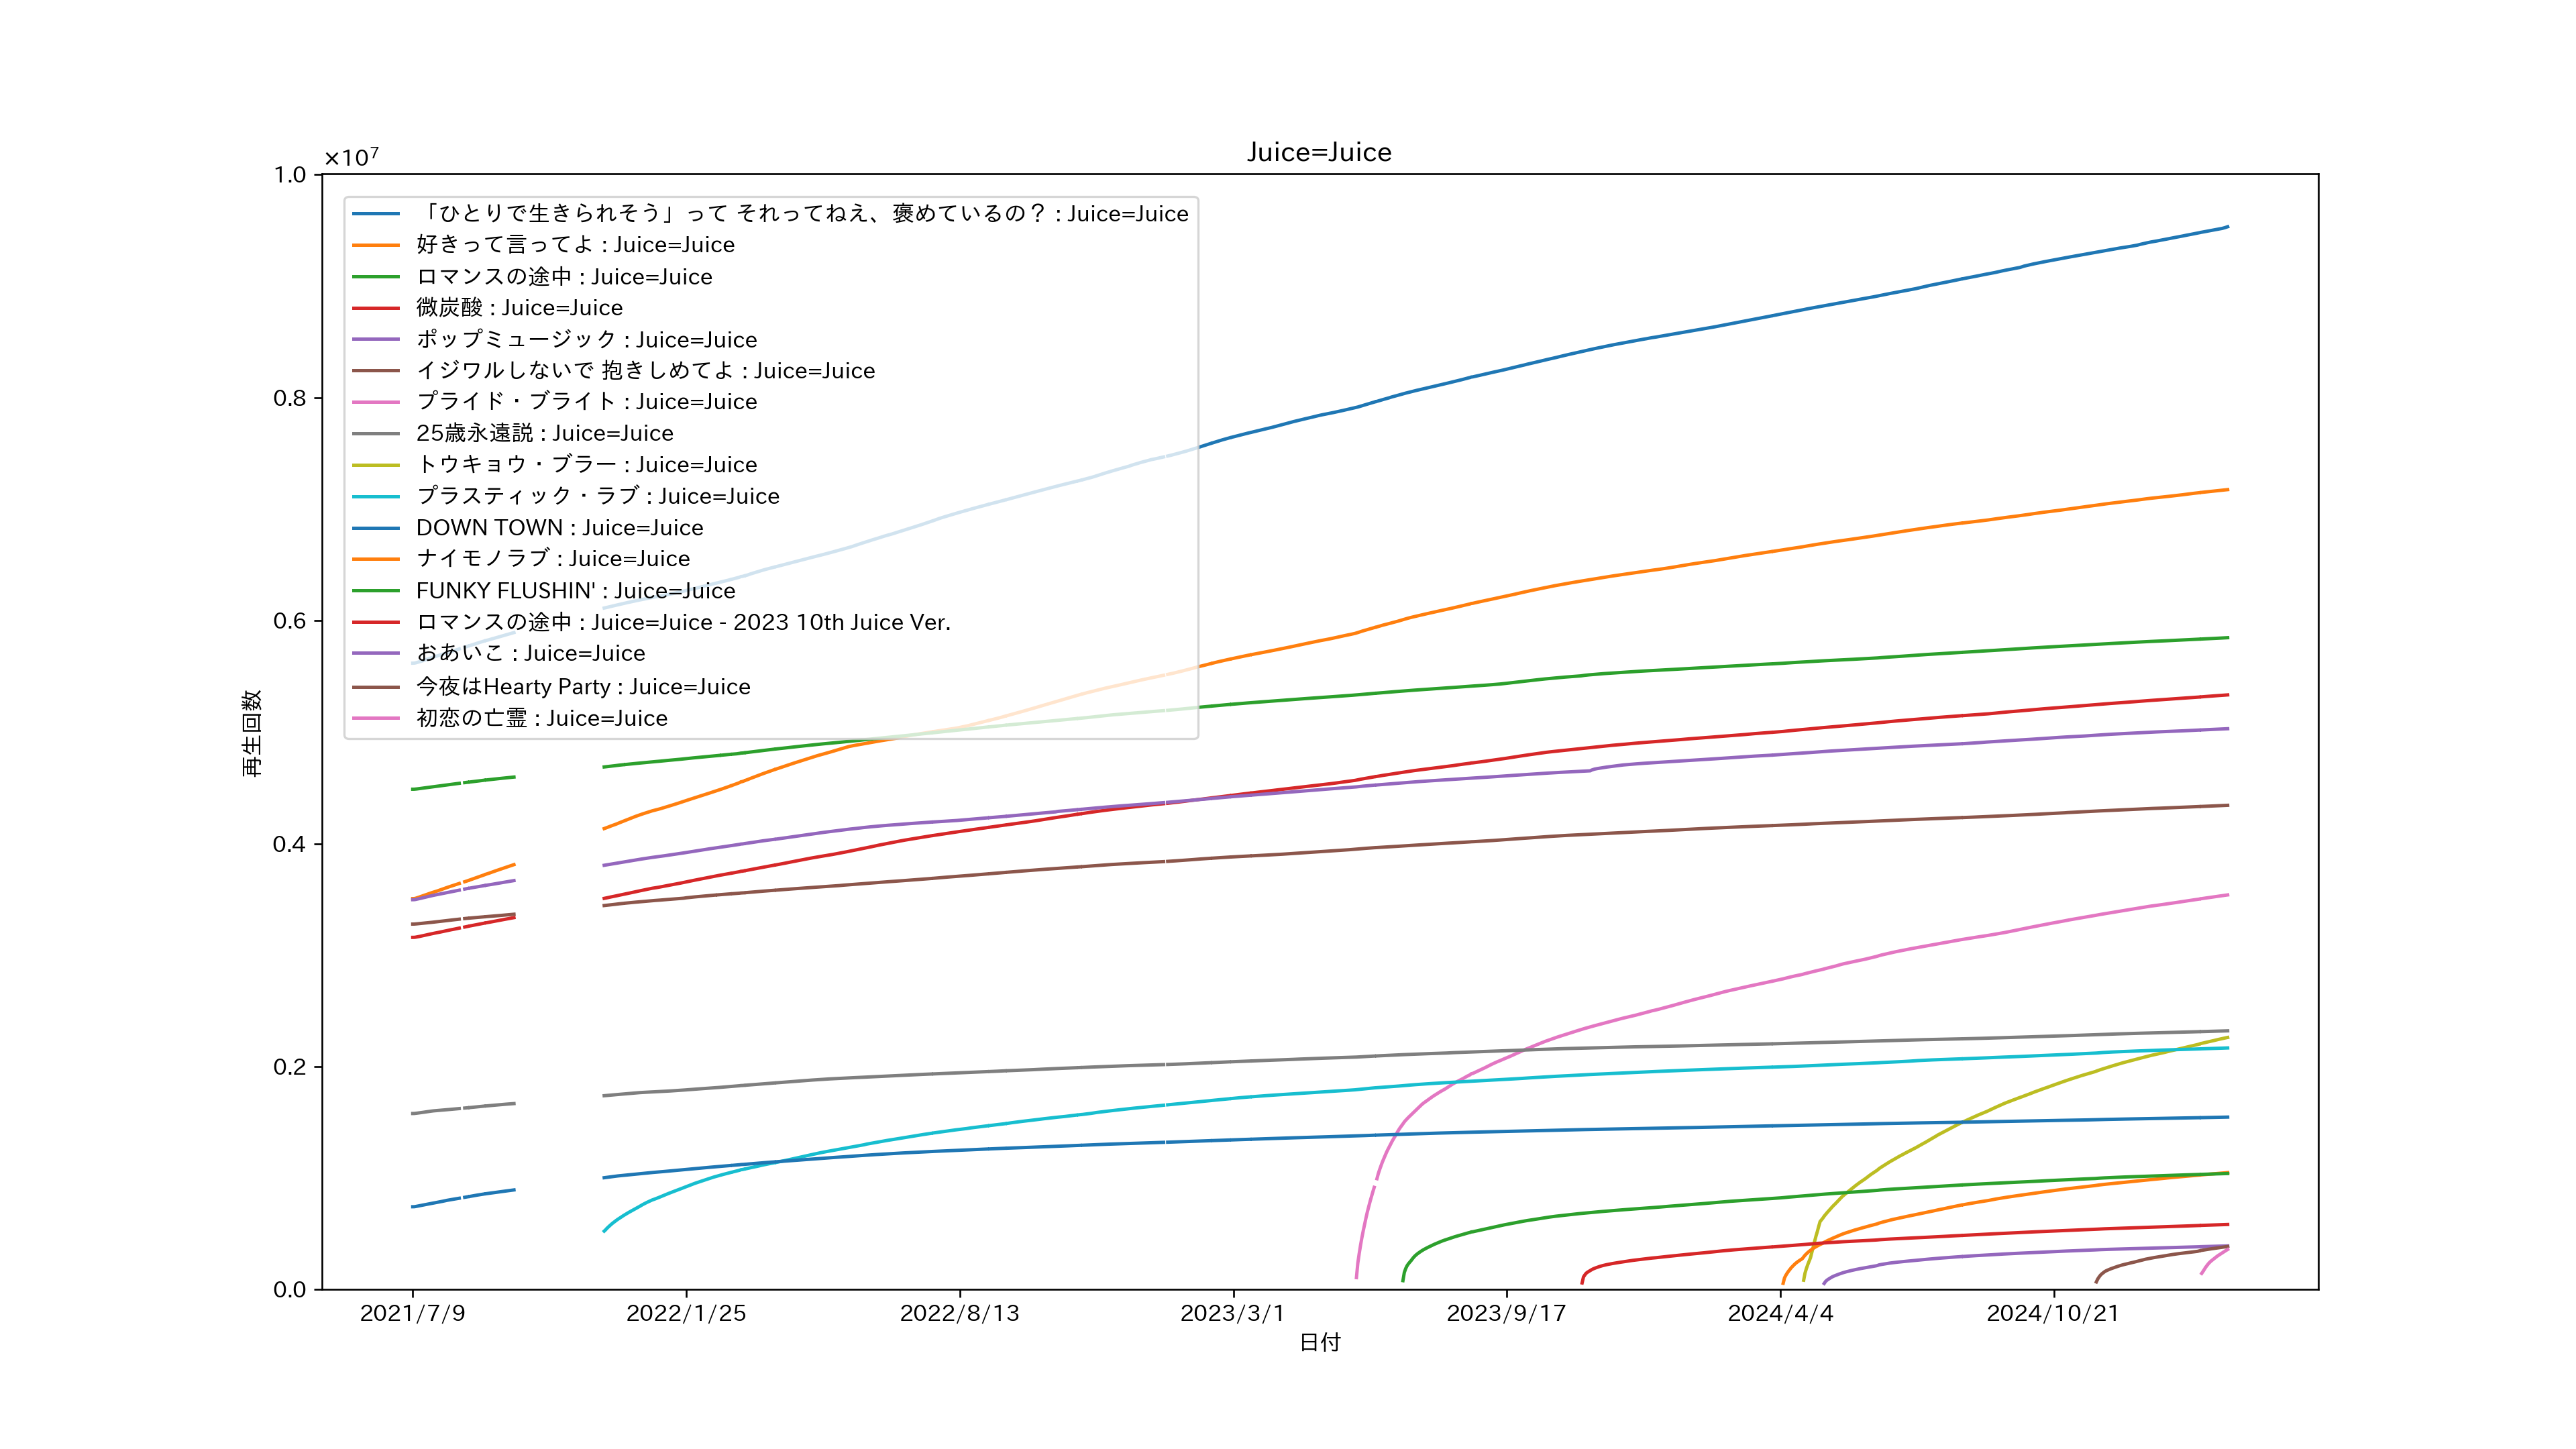 Juice=Juice
×10⁷
1.0
0.8
0.6
0.4
0.2
0.0
再生回数
「ひとりで生きられそう」って それってねえ、褒めているの？ : Juice=Juice
好きって言ってよ : Juice=Juice
ロマンスの途中 : Juice=Juice
微炭酸 : Juice=Juice
ポップミュージック : Juice=Juice
イジワルしないで 抱きしめてよ : Juice=Juice
プライド・ブライト : Juice=Juice
25歳永遠説 : Juice=Juice
トウキョウ・ブラー : Juice=Juice
プラスティック・ラブ : Juice=Juice
DOWN TOWN : Juice=Juice
ナイモノラブ : Juice=Juice
FUNKY FLUSHIN' : Juice=Juice
ロマンスの途中 : Juice=Juice - 2023 10th Juice Ver.
おあいこ : Juice=Juice
今夜はHearty Party : Juice=Juice
初恋の亡霊 : Juice=Juice
2021/7/9 2022/1/25 2022/8/13 2023/3/1 2023/9/17 2024/4/4 2024/10/21
日付